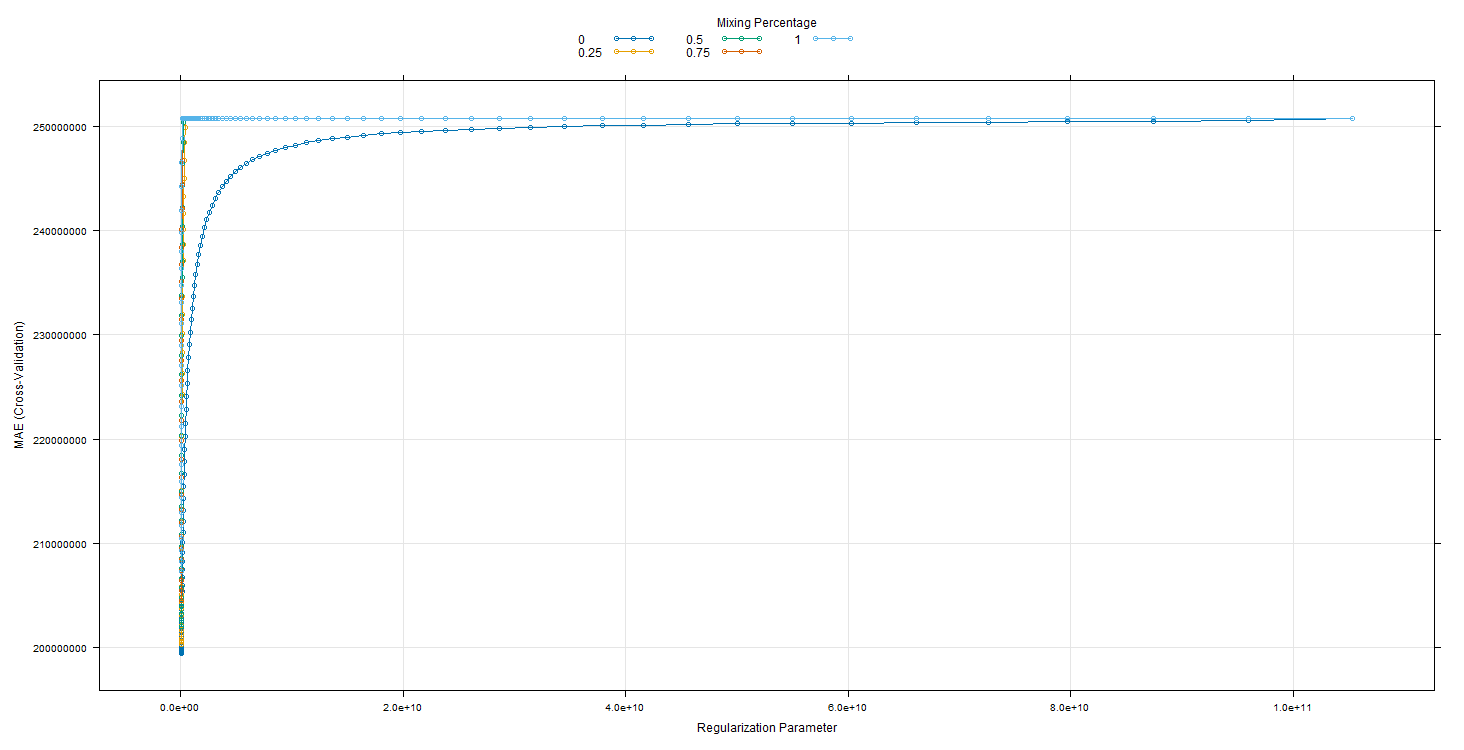 Mixing Percentage
0 0.5 1
0.25 0.75
250000000
240000000
230000000
220000000
210000000
200000000
MAE (Cross-Validation)
0.0e+00 2.0e+10 4.0e+10 6.0e+10 8.0e+10 1.0e+11
Regularization Parameter